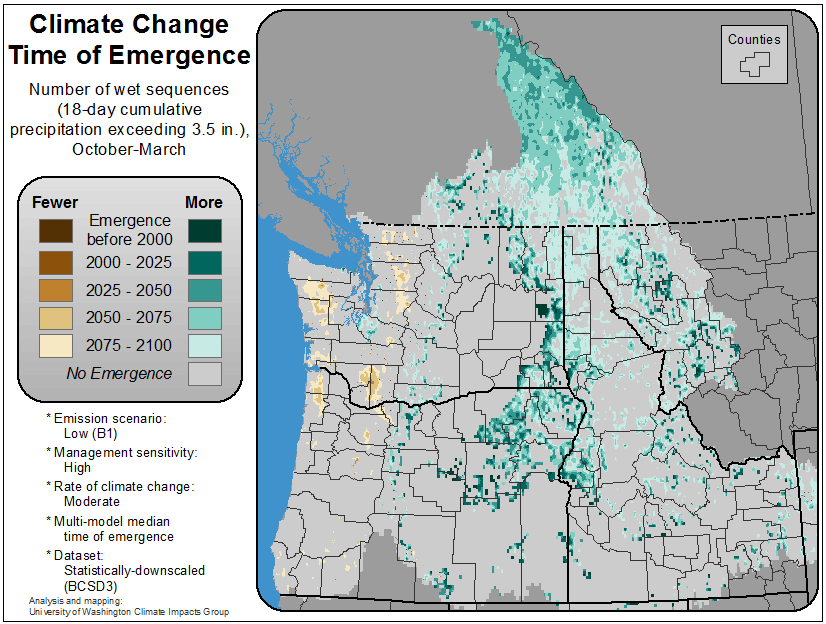 Climate Change
Time of Emergence
Number of wet sequences
(18-day cumulative
precipitation exceeding 3.5 in.),
October-March
Fewer More
Emergence
before 2000
2000 - 2025
2025 - 2050
2050 - 2075
2075 - 2100
No Emergence
* Emission scenario:
Low (B1)
* Management sensitivity:
High
* Rate of climate change:
Moderate
* Multi-model median
time of emergence
* Dataset:
Statistically-downscaled
(BCSD3)
Analysis and mapping:
University of Washington Climate Impacts Group
Counties